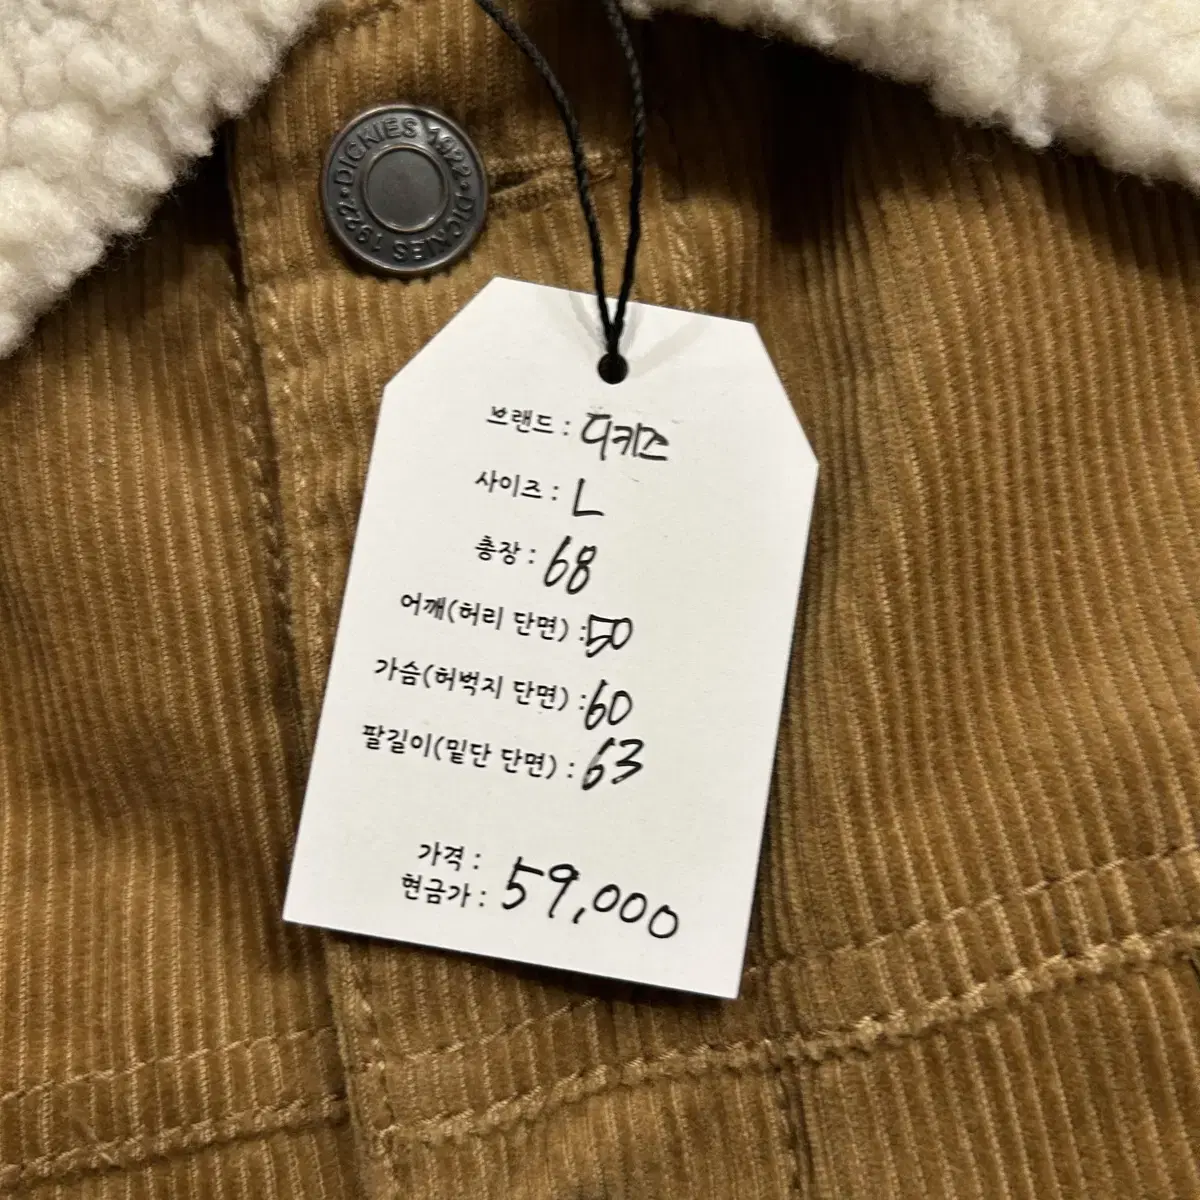 DICKIES 1922 · DICKIES 1922 ·
브랜드 : 디키즈
사이즈 : L
총장 : 68
어깨(허리 단면) : 50
가슴(허벅지 단면) : 60
팔길이(밑단 단면) : 63
가격 :
현금가 : 59,000